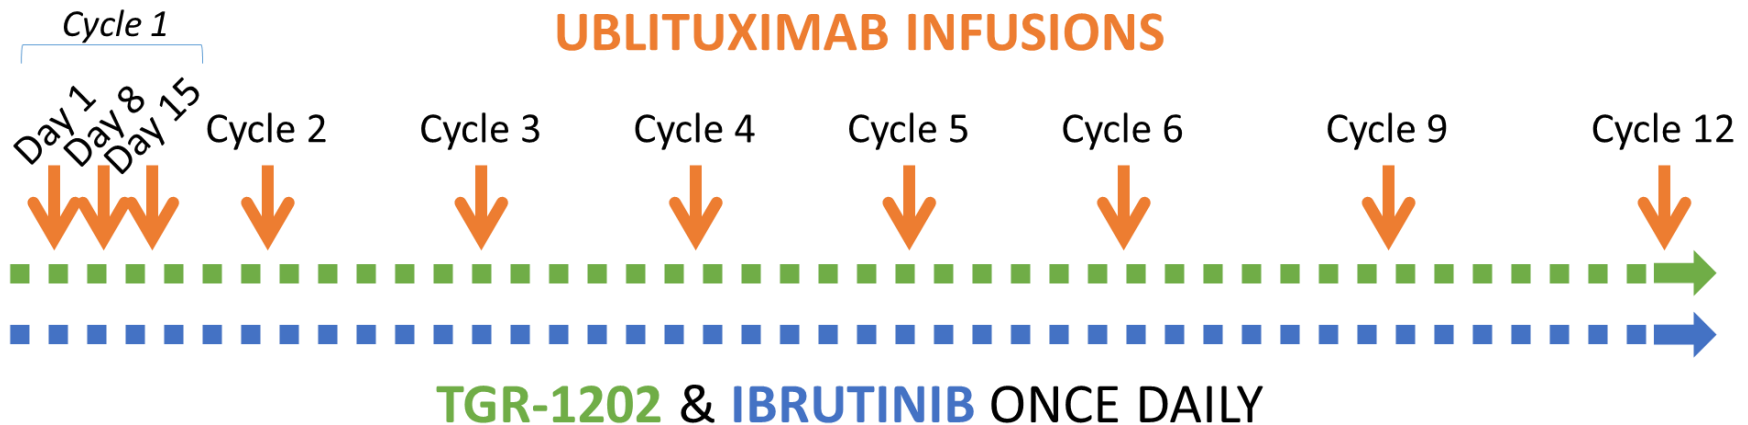 Cycle 1
UBLITUXIMAB INFUSIONS
Day 1
Day 8
Day 15
Cycle 2
Cycle 3
Cycle 4
Cycle 5
Cycle 6
Cycle 9
Cycle 12
TGR-1202 & IBRUTINIB ONCE DAILY